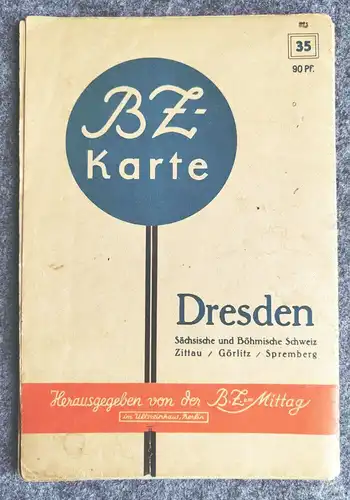 35
90 Pf.
BZ-
Karte
Dresden
Sächsische und Böhmische Schweiz
Zittau / Görlitz / Spremberg
Herausgegeben von der B.Z. am Mittag
im Ullsteinhaus, Berlin